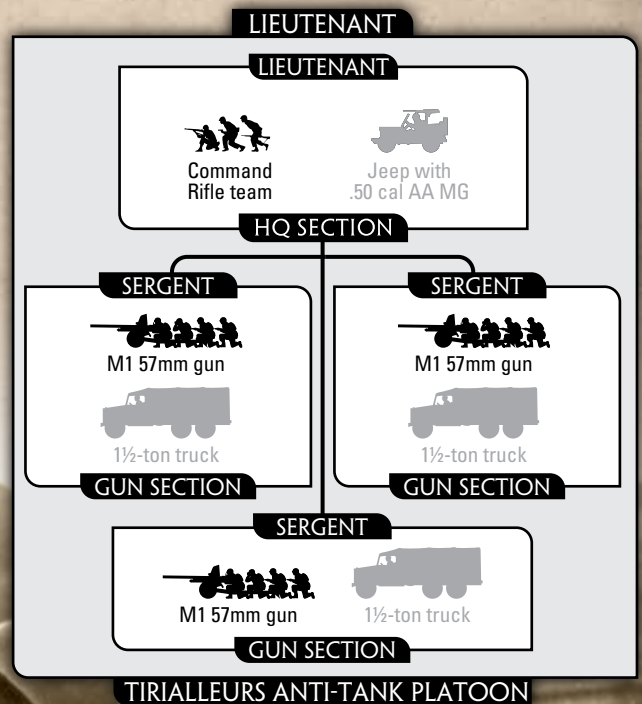 LIEUTENANT
LIEUTENANT
Command
Rifle team
Jeep with
.50 cal AA MG
HQ SECTION
SERGENT
M1 57mm gun
1½-ton truck
GUN SECTION
SERGENT
M1 57mm gun
1½-ton truck
GUN SECTION
SERGENT
M1 57mm gun
1½-ton truck
GUN SECTION
TIRIALLEURS ANTI-TANK PLATOON